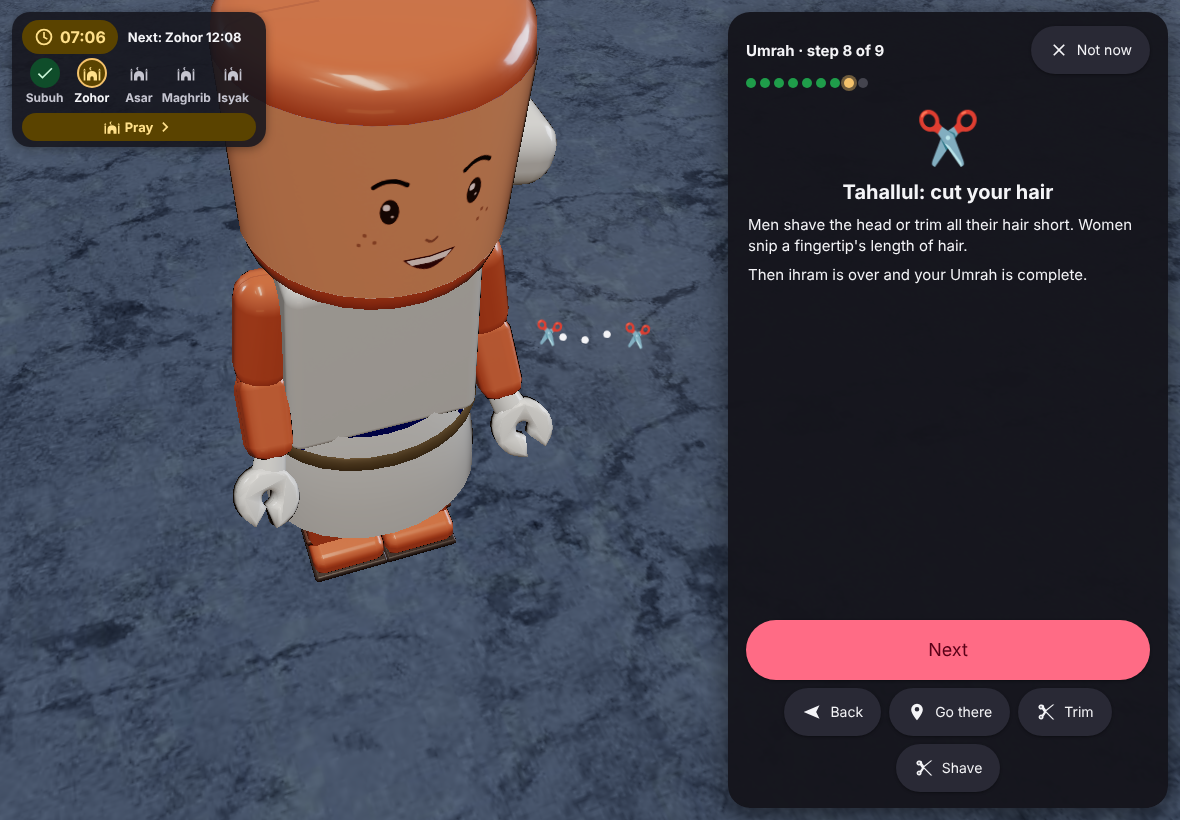 07:06 Next: Zohor 12:08
Subuh Zohor Asar Maghrib Isyak
Pray
Umrah · step 8 of 9
Not now
Tahallul: cut your hair
Men shave the head or trim all their hair short. Women
snip a fingertip's length of hair.
Then ihram is over and your Umrah is complete.
Next
Back Go there Trim
Shave